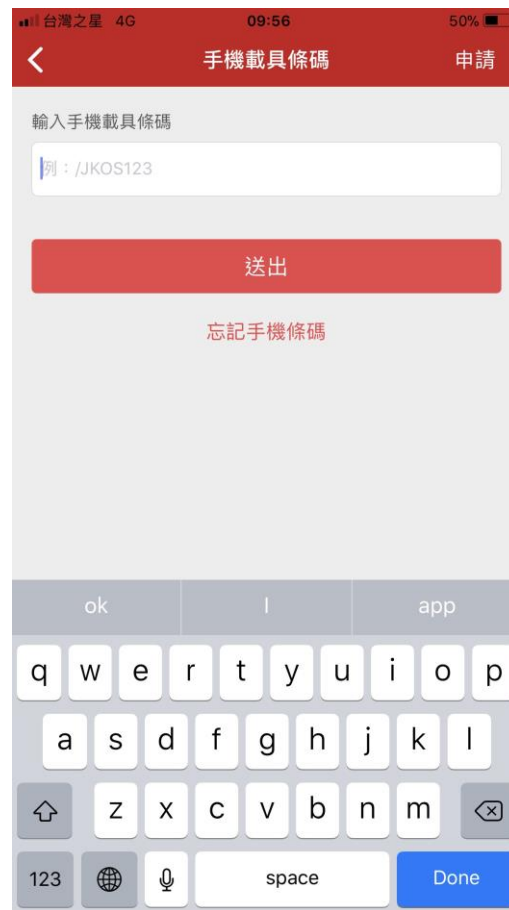 台灣之星 4G 09:56 50%
手機載具條碼 申請
輸入手機載具條碼
例：/JKOS123
送出
忘記手機條碼
ok I app
q w e r t y u i o p
a s d f g h j k l
z x c v b n m
123 space Done